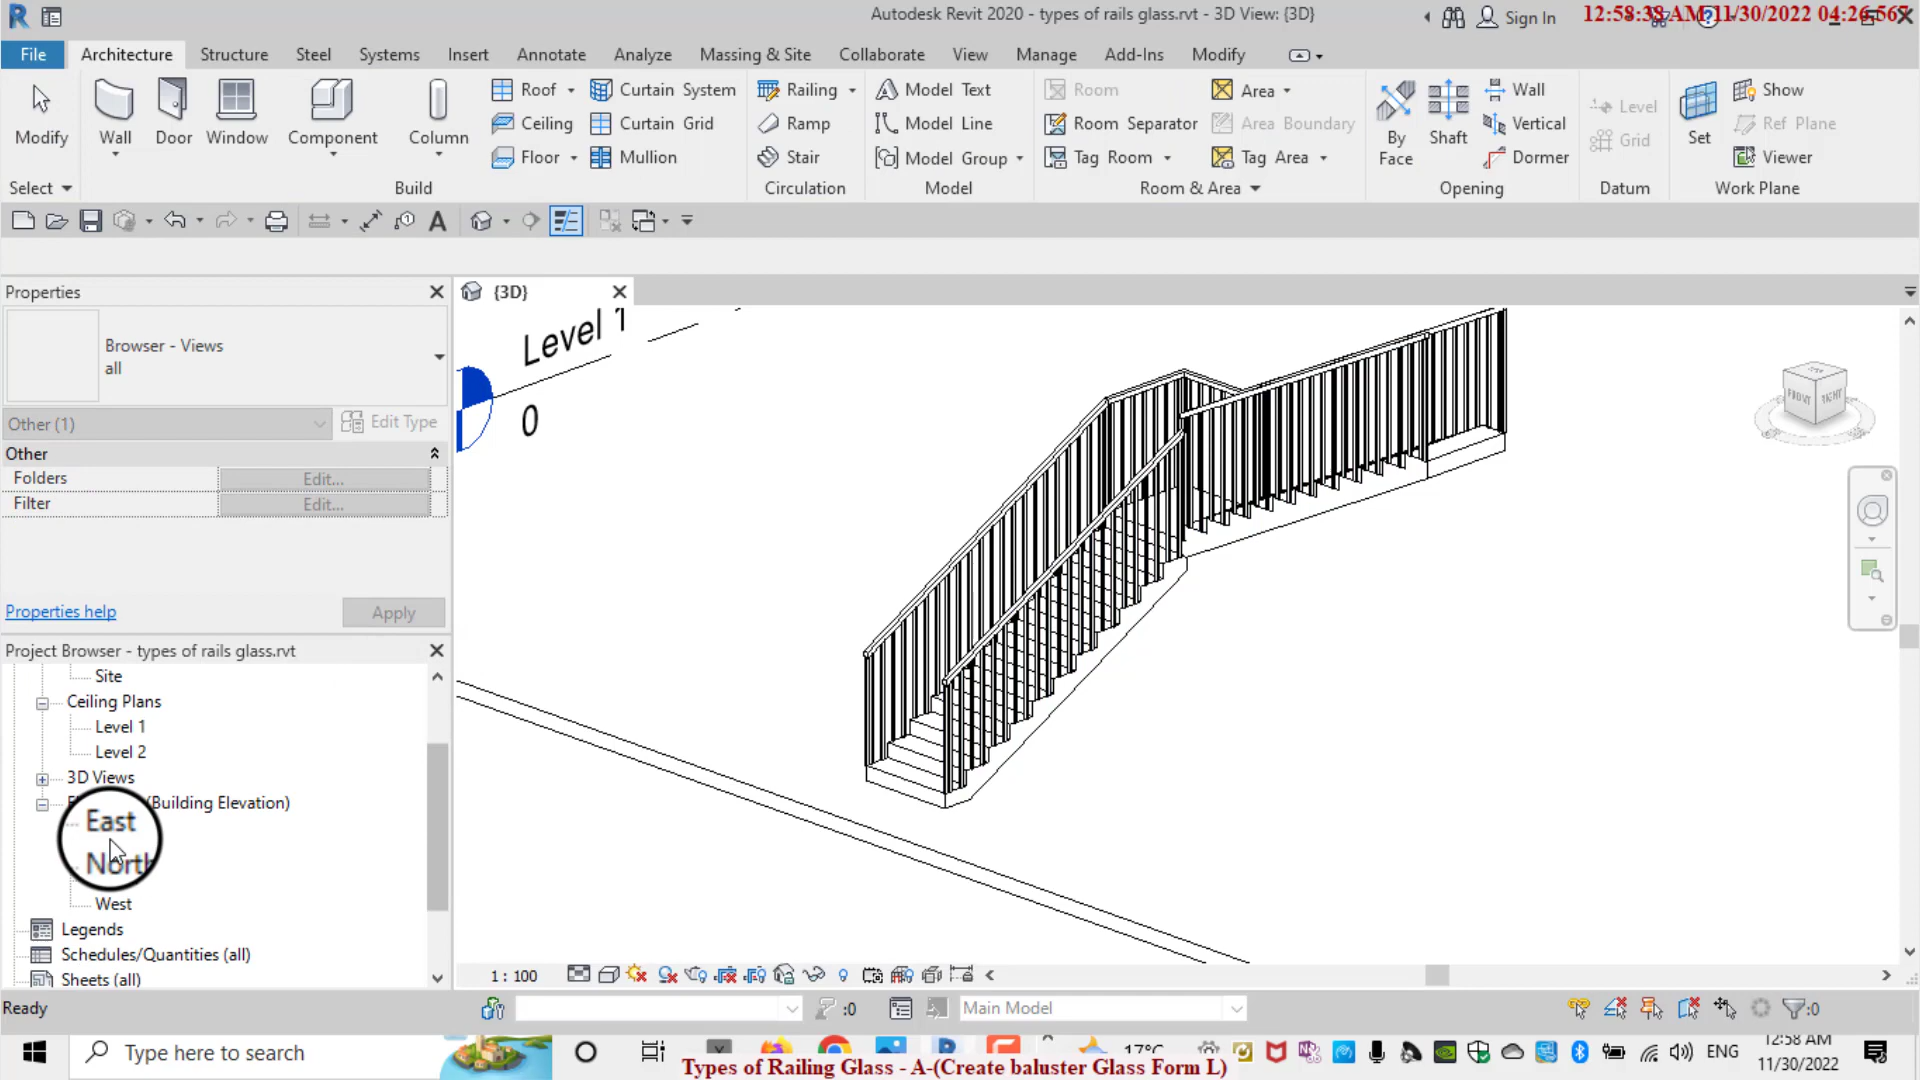 Autodesk Revit 2020 - types of rails glass.rvt - 3D View: {3D}
Sign In
12:58:38 AM 11/30/2022 04:26
File Architecture Structure Steel Systems Insert Annotate Analyze Massing & Site Collaborate View Manage Add-Ins Modify
Modify
Wall
Door
Window
Component
Column
Roof
Ceiling
Floor
Curtain System
Curtain Grid
Mullion
Railing
Ramp
Stair
Model Text
Model Line
Model Group
Room
Room Separator
Tag Room
Area
Area Boundary
Tag Area
By
Face
Shaft
Wall
Vertical
Dormer
Level
Grid
Set
Show
Ref Plane
Viewer
Select Build Circulation Model Room & Area Opening Datum Work Plane
Properties
Browser - Views
all
Other (1)
Edit Type
Other
Folders Edit...
Filter Edit...
Properties help
Apply
Project Browser - types of rails glass.rvt
Site
Ceiling Plans
Level 1
Level 2
3D Views
(Building Elevation)
East
North
West
Legends
Schedules/Quantities (all)
Sheets (all)
{3D}
Level 1
0
FRONT
RIGHT
1 : 100
Ready
:0
Main Model
:0
Type here to search
17°C
ENG
12:58 AM
11/30/2022
Types of Railing Glass - A-(Create baluster Glass Form L)